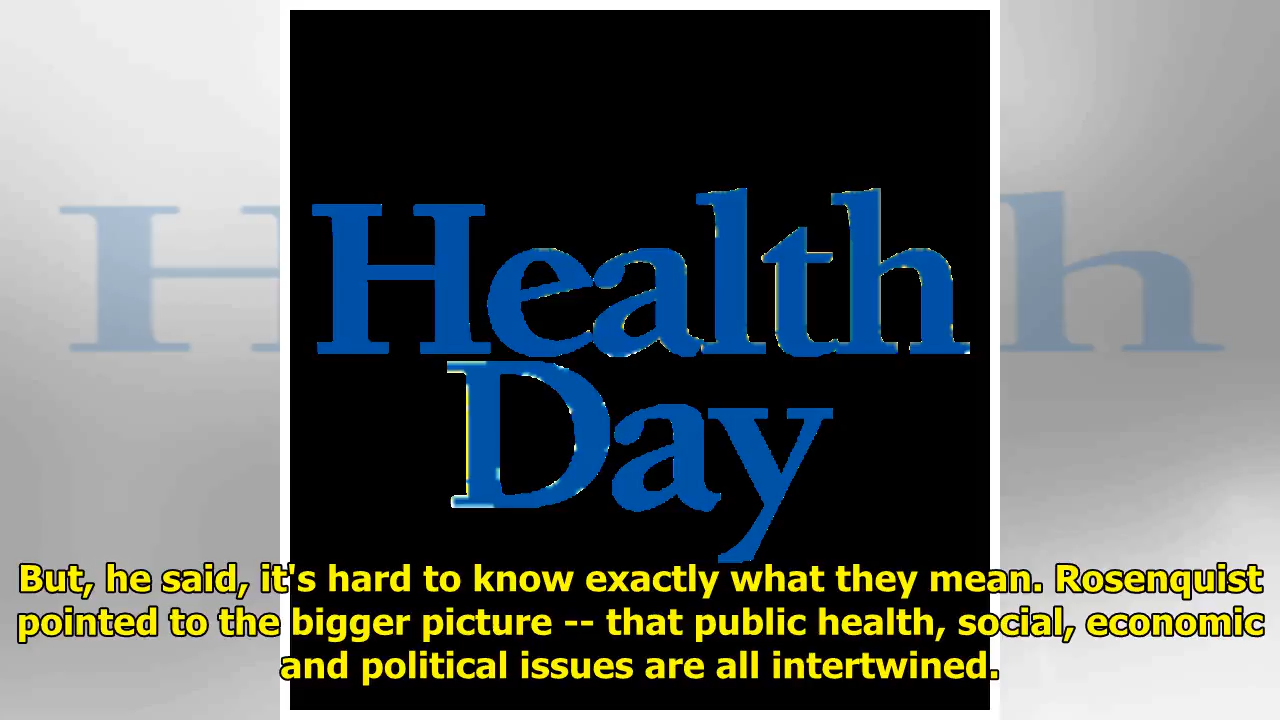 Health
Day
But, he said, it's hard to know exactly what they mean. Rosenquist
pointed to the bigger picture -- that public health, social, economic
and political issues are all intertwined.